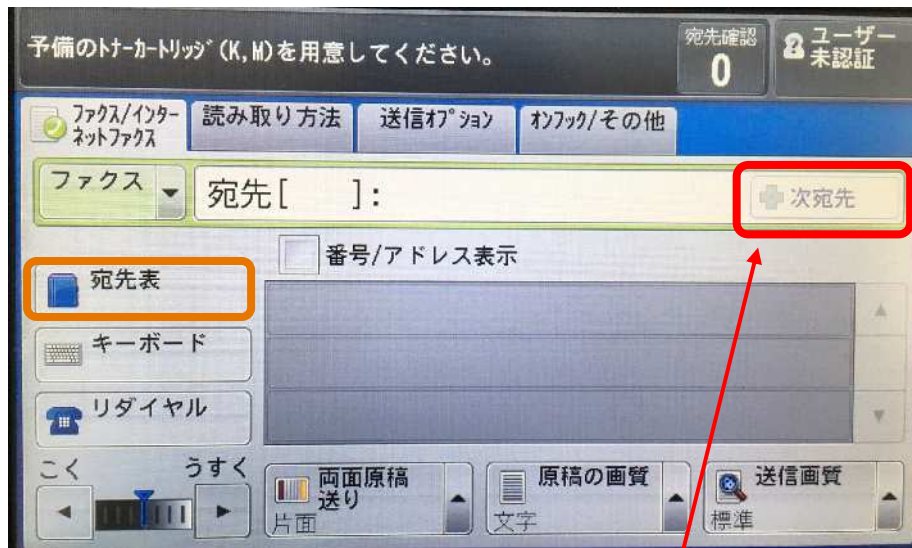 予備のﾄﾅｰｶｰﾄﾘｯｼﾞ(K,M)を用意してください。
宛先確認
0
ユーザー
未認証
ﾌｧｸｽ/ｲﾝﾀｰ
ﾈｯﾄﾌｧｸｽ
読み取り方法
送信ｵﾌﾟｼｮﾝ
ｵﾝﾌｯｸ/その他
ファクス
宛先[　　]:
次宛先
番号/アドレス表示
宛先表
キーボード
リダイヤル
こく　うすく
両面原稿
送り
片面
原稿の画質
文字
送信画質
標準